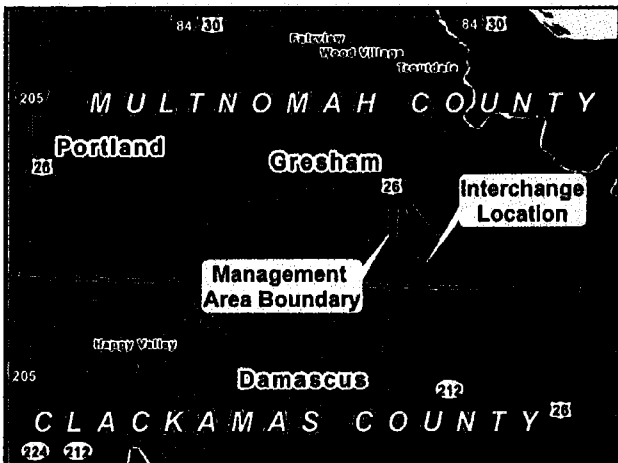 84 30
84 30
Fairview
Wood Village
Troutdale
205
MULTNOMAH COUNTY
26
Portland
Gresham
26
Interchange
Location
Management
Area Boundary
Happy Valley
205
Damascus
212
CLACKAMAS COUNTY
26
224 212